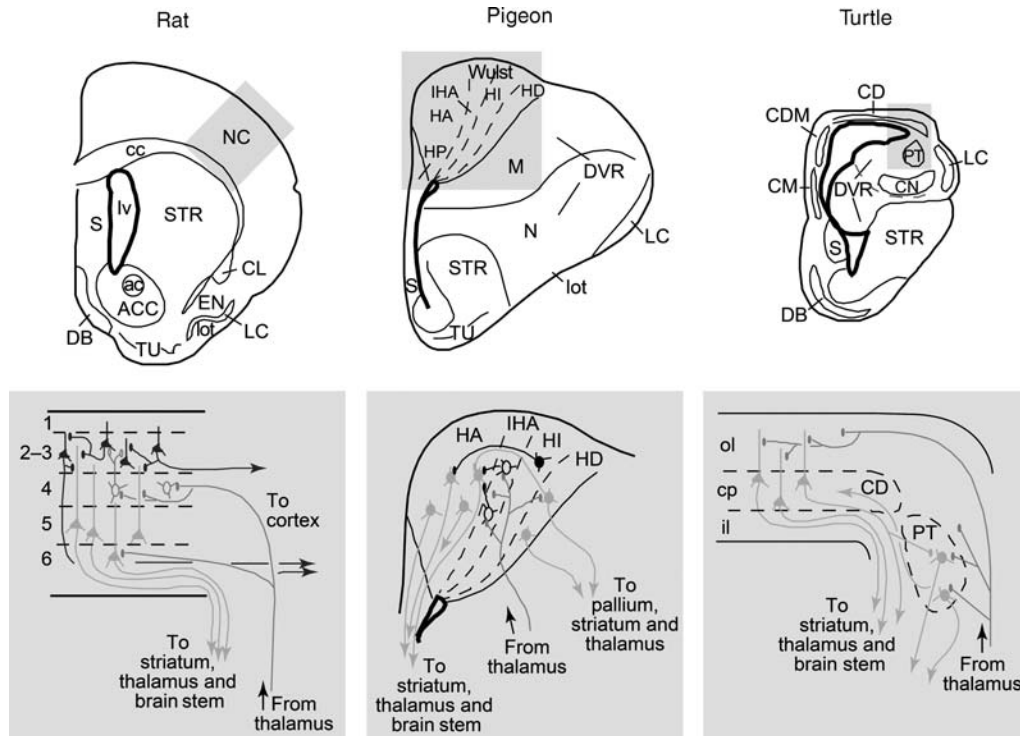 Rat
NC
cc
lv
S
STR
ac
ACC
CL
EN
lot
LC
DB
TU
Pigeon
Wulst
IHA
HI
HD
HA
HP
M
DVR
N
LC
S
STR
lot
TU
Turtle
CD
CDM
PT
LC
CM
DVR
CN
S
STR
DB
1
2–3
4
5
6
To
cortex
To
striatum,
thalamus and
brain stem
From
thalamus
HA
IHA
HI
HD
To
pallium,
striatum and
thalamus
From
thalamus
To
striatum,
thalamus and
brain stem
ol
cp
il
CD
PT
To
striatum,
thalamus and
brain stem
From
thalamus